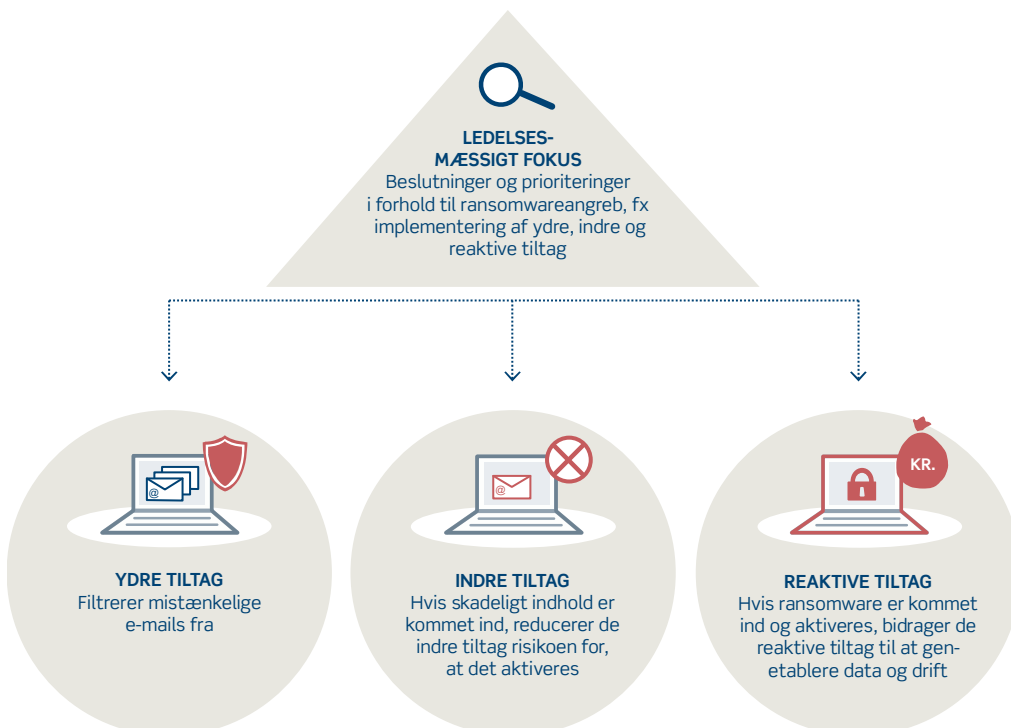 LEDELSES-
MÆSSIGT FOKUS
Beslutninger og prioriteringer
i forhold til ransomwareangreb, fx
implementering af ydre, indre og
reaktive tiltag
@
YDRE TILTAG
Filtrerer mistænkelige
e-mails fra
@
INDRE TILTAG
Hvis skadeligt indhold er
kommet ind, reducerer de
indre tiltag risikoen for,
at det aktiveres
KR.
REAKTIVE TILTAG
Hvis ransomware er kommet
ind og aktiveres, bidrager de
reaktive tiltag til at gen-
etablere data og drift